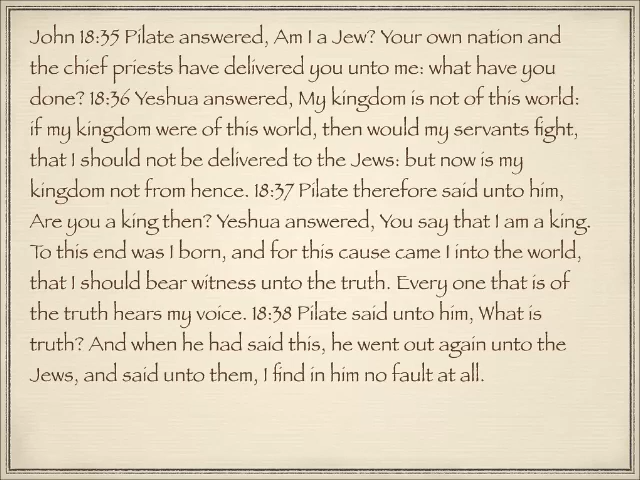 John 18:35 Pilate answered, Am I a Jew? Your own nation and
the chief priests have delivered you unto me: what have you
done? 18:36 Yeshua answered, My kingdom is not of this world:
if my kingdom were of this world, then would my servants fight,
that I should not be delivered to the Jews: but now is my
kingdom not from hence. 18:37 Pilate therefore said unto him,
Are you a king then? Yeshua answered, You say that I am a king.
To this end was I born, and for this cause came I into the world,
that I should bear witness unto the truth. Every one that is of
the truth hears my voice. 18:38 Pilate said unto him, What is
truth? And when he had said this, he went out again unto the
Jews, and said unto them, I find in him no fault at all.